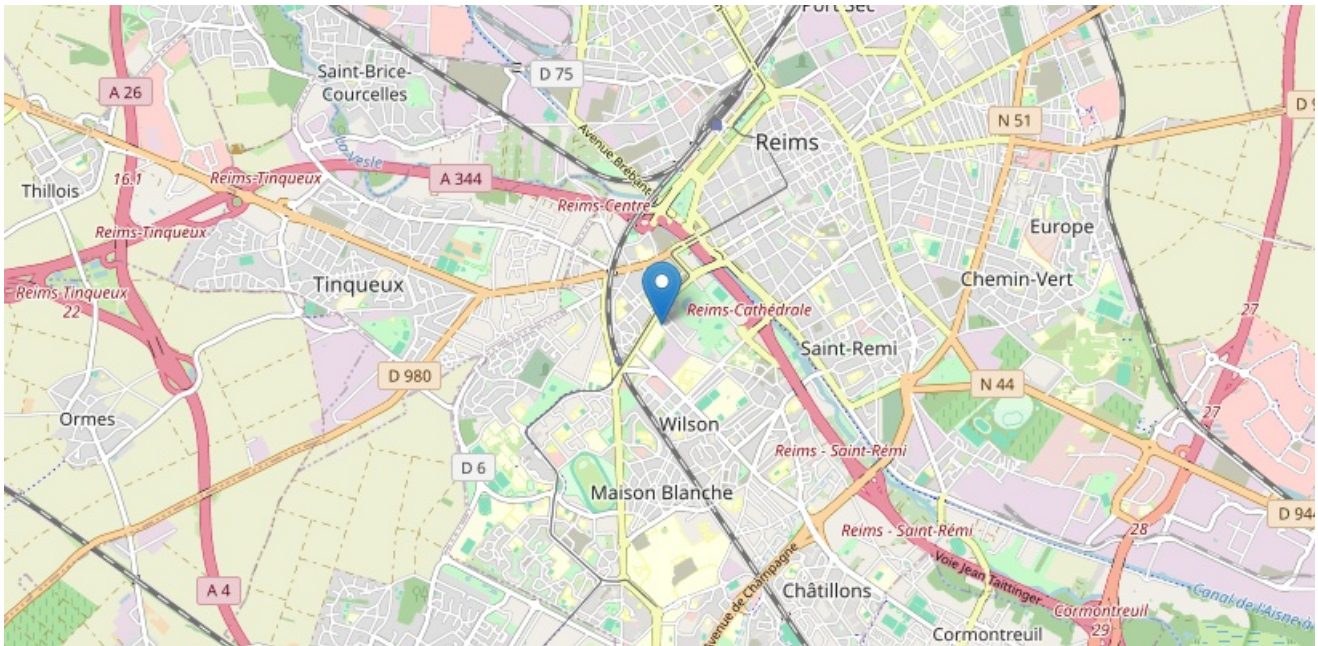 Port Sec
Saint-Brice-
Courcelles
D 75
A 26
N 51
D 9
Avenue Brébant
Reims
la Vesle
A 344
Reims-Tinqueux
16.1
Thillois
Reims-Centre
Reims-Tinqueux
Europe
Chemin-Vert
Tinqueux
Reims Tinqueux
22
Reims-Cathédrale
27
Saint-Remi
D 980
N 44
Ormes
27
Wilson
Reims - Saint-Rémi
D 6
Maison Blanche
D 944
28
Reims - Saint-Rémi
Avenue de Champagne
Voie Jean Taittinger
A 4
Châtillons
Canal de l'Aisne à
Cormontreuil
29
Cormontreuil